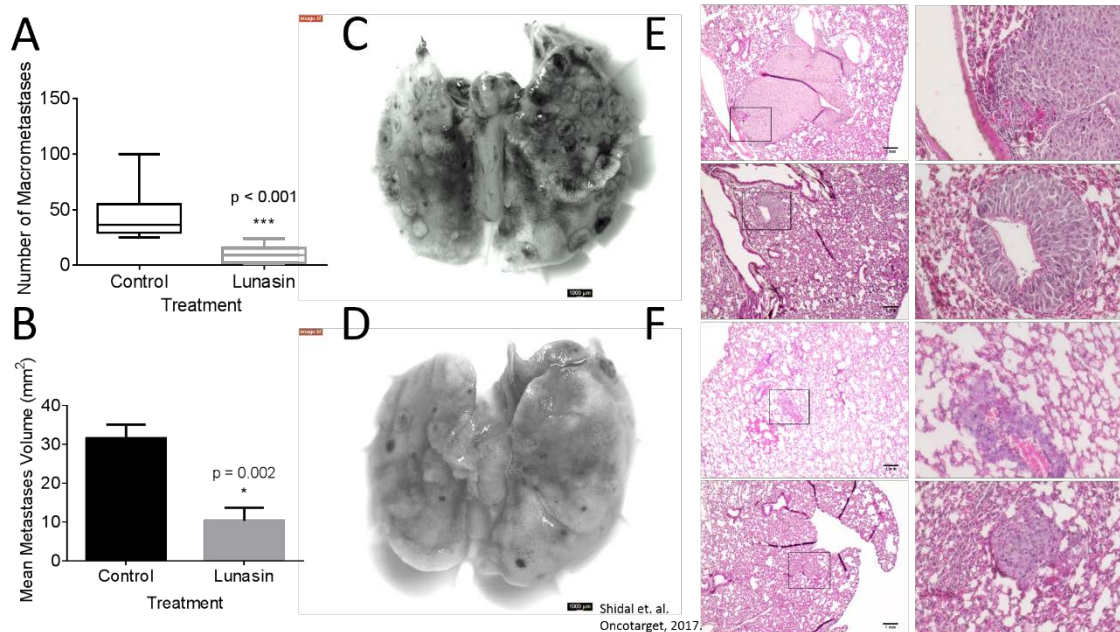 A
Number of Macrometastases
150
100
50
0
p < 0.001
***
Control
Lunasin
Treatment
B
Mean Metastases Volume (mm²)
40
30
20
10
0
p = 0.002
*
Control
Lunasin
Treatment
C
1000 µm
D
1000 µm
Shidal et. al.
Oncotarget, 2017.
E
F